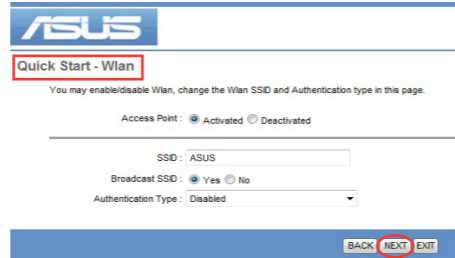 ASUS
Quick Start - Wlan
You may enable/disable Wlan, change the Wlan SSID and Authentication type in this page.
Access Point : Activated Deactivated
SSID : ASUS
Broadcast SSID : Yes No
Authentication Type : Disabled
BACK NEXT EXIT